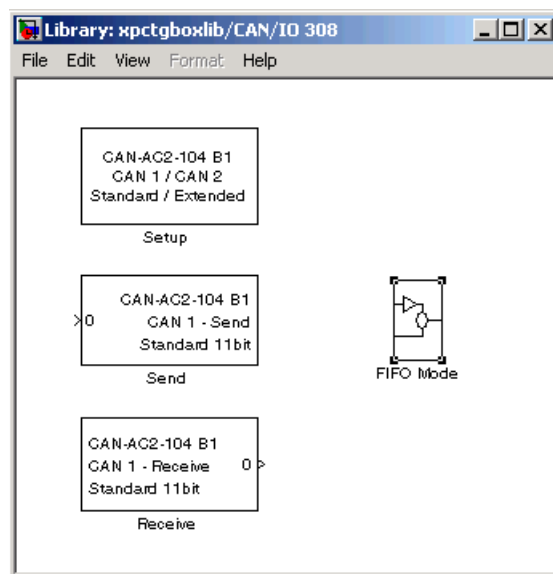 Library: xpctgboxlib/CAN/IO 308
File Edit View Format Help
CAN-AC2-104 B1
CAN 1 / CAN 2
Standard / Extended
Setup
CAN-AC2-104 B1
>0 CAN 1 - Send
Standard 11bit
Send
FIFO Mode
CAN-AC2-104 B1
CAN 1 - Receive 0>
Standard 11bit
Receive